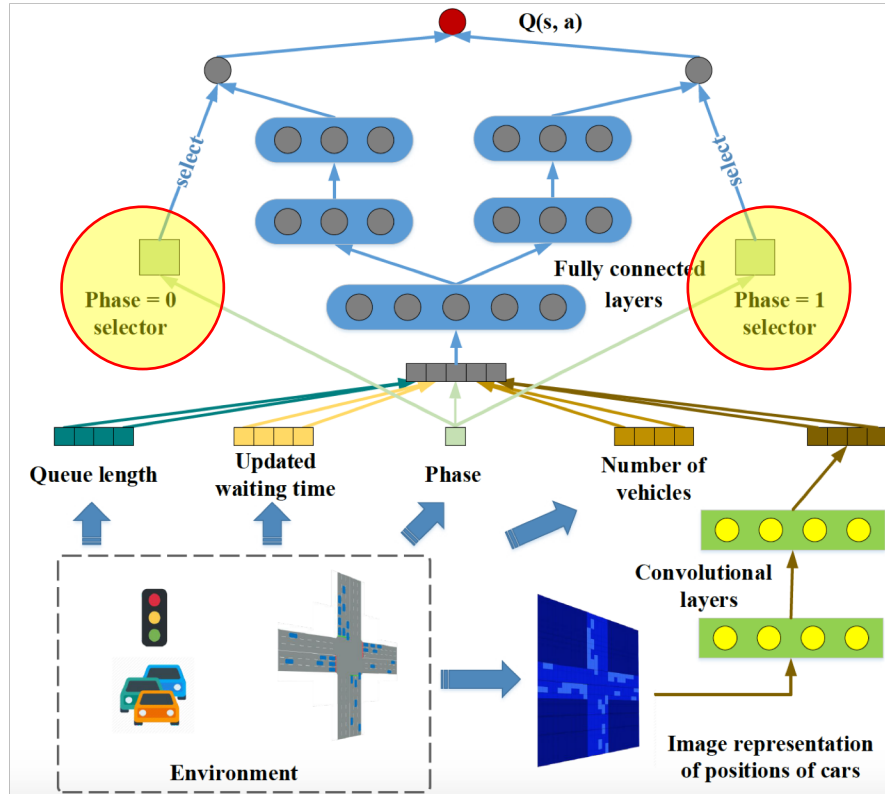 Q(s, a)
select
select
Phase = 0
selector
Fully connected
layers
Phase = 1
selector
Queue length
Updated
waiting time
Phase
Number of
vehicles
Convolutional
layers
Environment
Image representation
of positions of cars